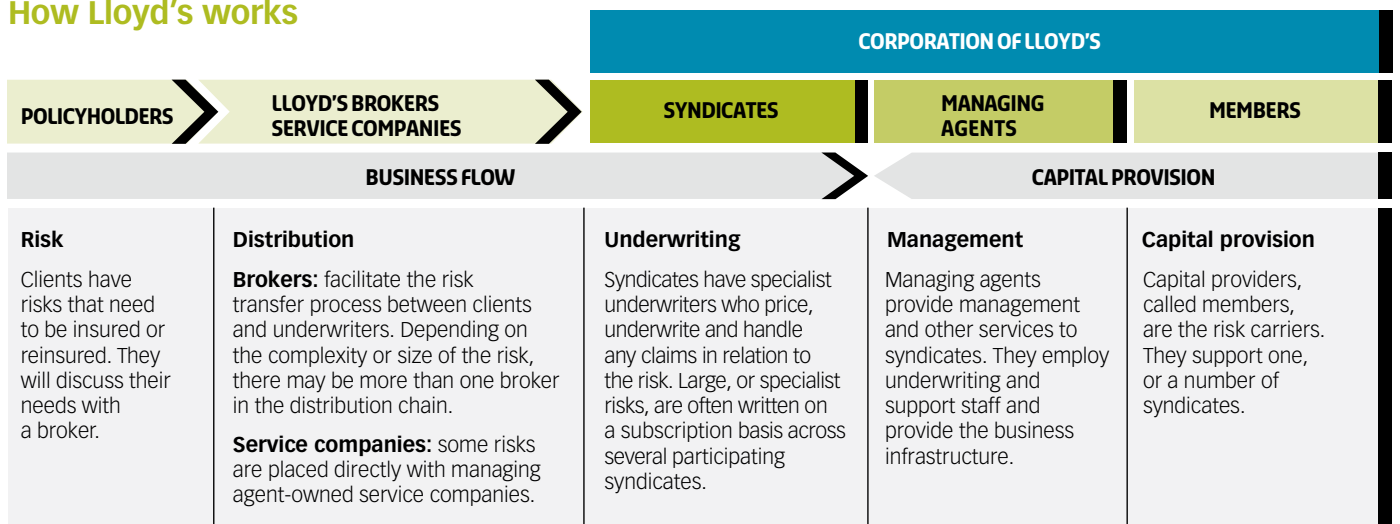 How Lloyd's works
CORPORATION OF LLOYD'S
POLICYHOLDERS
LLOYD'S BROKERS
SERVICE COMPANIES
SYNDICATES
MANAGING
AGENTS
MEMBERS
BUSINESS FLOW
CAPITAL PROVISION
Risk
Clients have
risks that need
to be insured or
reinsured. They
will discuss their
needs with
a broker.
Distribution
Brokers: facilitate the risk
transfer process between clients
and underwriters. Depending on
the complexity or size of the risk,
there may be more than one broker
in the distribution chain.
Service companies: some risks
are placed directly with managing
agent-owned service companies.
Underwriting
Syndicates have specialist
underwriters who price,
underwrite and handle
any claims in relation to
the risk. Large, or specialist
risks, are often written on
a subscription basis across
several participating
syndicates.
Management
Managing agents
provide management
and other services to
syndicates. They employ
underwriting and
support staff and
provide the business
infrastructure.
Capital provision
Capital providers,
called members,
are the risk carriers.
They support one,
or a number of
syndicates.